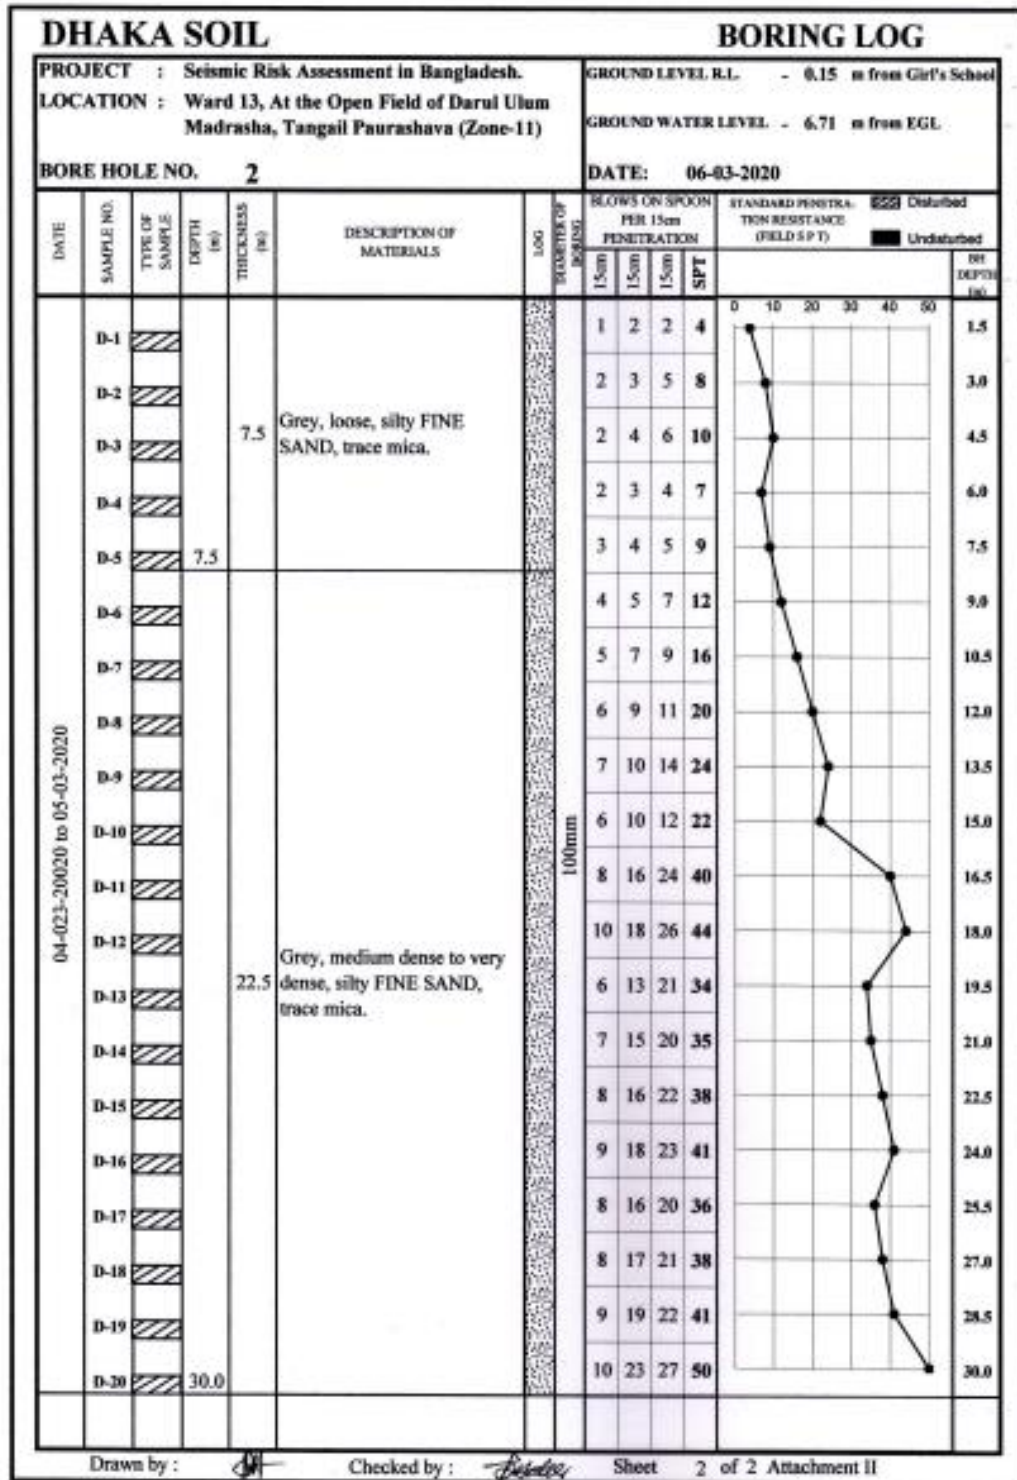 DHAKA SOIL
BORING LOG
PROJECT : Seismic Risk Assessment in Bangladesh.
LOCATION : Ward 13, At the Open Field of Darul Ulum
Madrasha, Tangail Paurashava (Zone-11)
BORE HOLE NO. 2
GROUND LEVEL R.L. - 0.15 m from Girl's School
GROUND WATER LEVEL - 6.71 m from EGL
DATE: 06-03-2020
DATE
SAMPLE NO.
TYPE OF SAMPLE
DEPTH (m)
THICKNESS (m)
DESCRIPTION OF MATERIALS
LOG
DIAMETER OF BORING
BLOWS ON SPOON
PER 15cm
PENETRATION
15cm 15cm 15cm SPT
STANDARD PENETRA-
TION RESISTANCE
(FIELD S P T)
Disturbed
Undisturbed
BH
DEPTH
(m)
0 10 20 30 40 50
04-023-20020 to 05-03-2020
100mm
D-1 1 2 2 4 1.5
D-2 2 3 5 8 3.0
7.5 Grey, loose, silty FINE
SAND, trace mica.
D-3 2 4 6 10 4.5
D-4 2 3 4 7 6.0
D-5 7.5 3 4 5 9 7.5
D-6 4 5 7 12 9.0
D-7 5 7 9 16 10.5
D-8 6 9 11 20 12.0
D-9 7 10 14 24 13.5
D-10 6 10 12 22 15.0
D-11 8 16 24 40 16.5
D-12 10 18 26 44 18.0
22.5 Grey, medium dense to very
dense, silty FINE SAND,
trace mica.
D-13 6 13 21 34 19.5
D-14 7 15 20 35 21.0
D-15 8 16 22 38 22.5
D-16 9 18 23 41 24.0
D-17 8 16 20 36 25.5
D-18 8 17 21 38 27.0
D-19 9 19 22 41 28.5
D-20 30.0 10 23 27 50 30.0
Drawn by : Checked by : Sheet 2 of 2 Attachment II